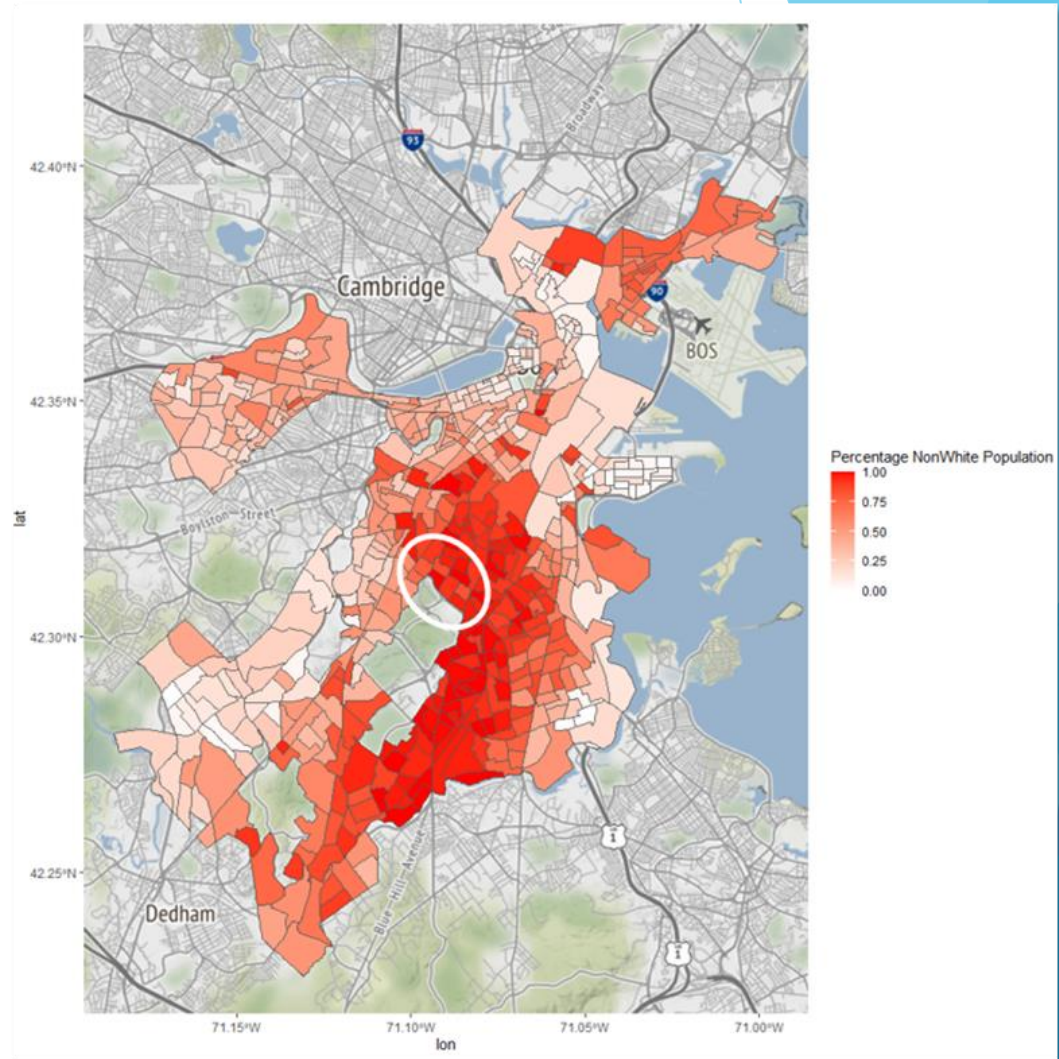 93
42.40°N
Broadway
Cambridge
90
BOS
42.35°N
Percentage NonWhite Population
1.00
0.75
0.50
0.25
0.00
lat
Boylston Street
42.30°N
1
42.25°N
Blue Hill Avenue
Dedham
1
71.15°W
71.10°W
71.05°W
71.00°W
lon